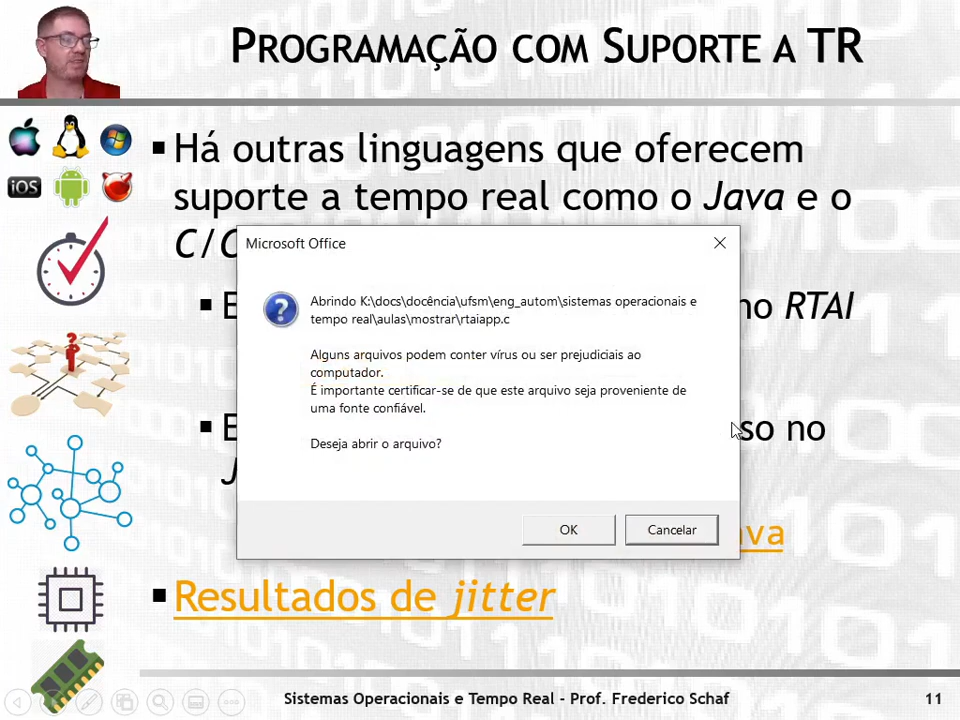 PROGRAMAÇÃO COM SUPORTE A TR
Há outras linguagens que oferecem
suporte a tempo real como o Java e o
C/C
Microsoft Office
Abrindo K:\docs\docência\ufsm\eng_autom\sistemas operacionais e
tempo real\aulas\mostrar\rtaiapp.c
Alguns arquivos podem conter vírus ou ser prejudiciais ao
computador.
É importante certificar-se de que este arquivo seja proveniente de
uma fonte confiável.
Deseja abrir o arquivo?
OK Cancelar
E no RTAI
E so no
J
ava
Resultados de jitter
iOS
Sistemas Operacionais e Tempo Real - Prof. Frederico Schaf 11